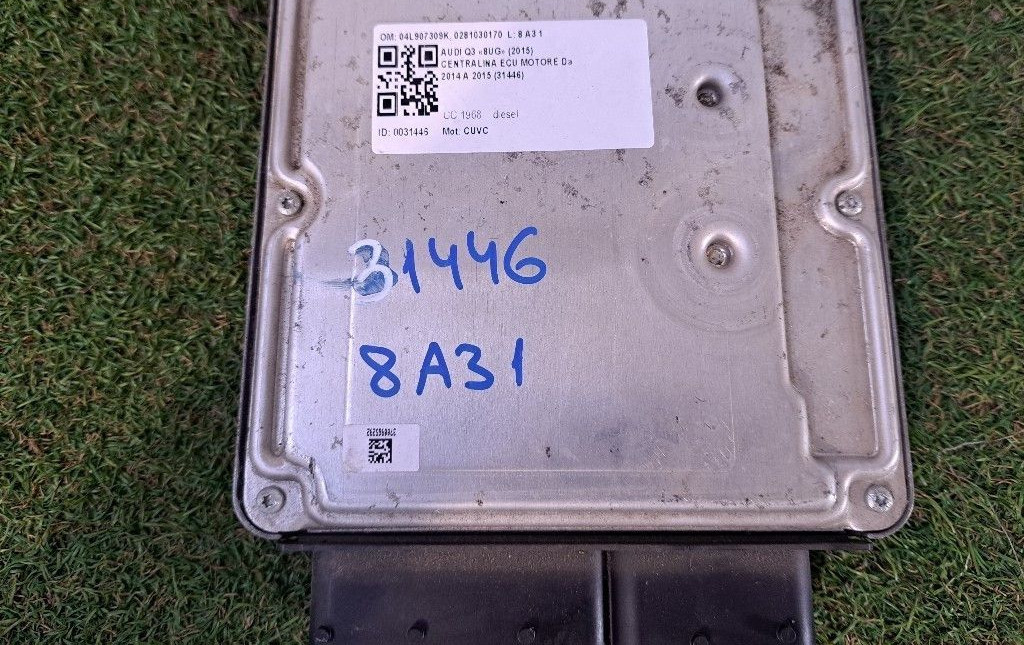 OM: 04L907309K, 0281030170 L: 8 A3 1
AUDI Q3 «8UG» (2015)
CENTRALINA ECU MOTORE Da
2014 A 2015 (31446)
CC 1968 diesel
ID: 0031446 Mot. CUVC
31446
8A31